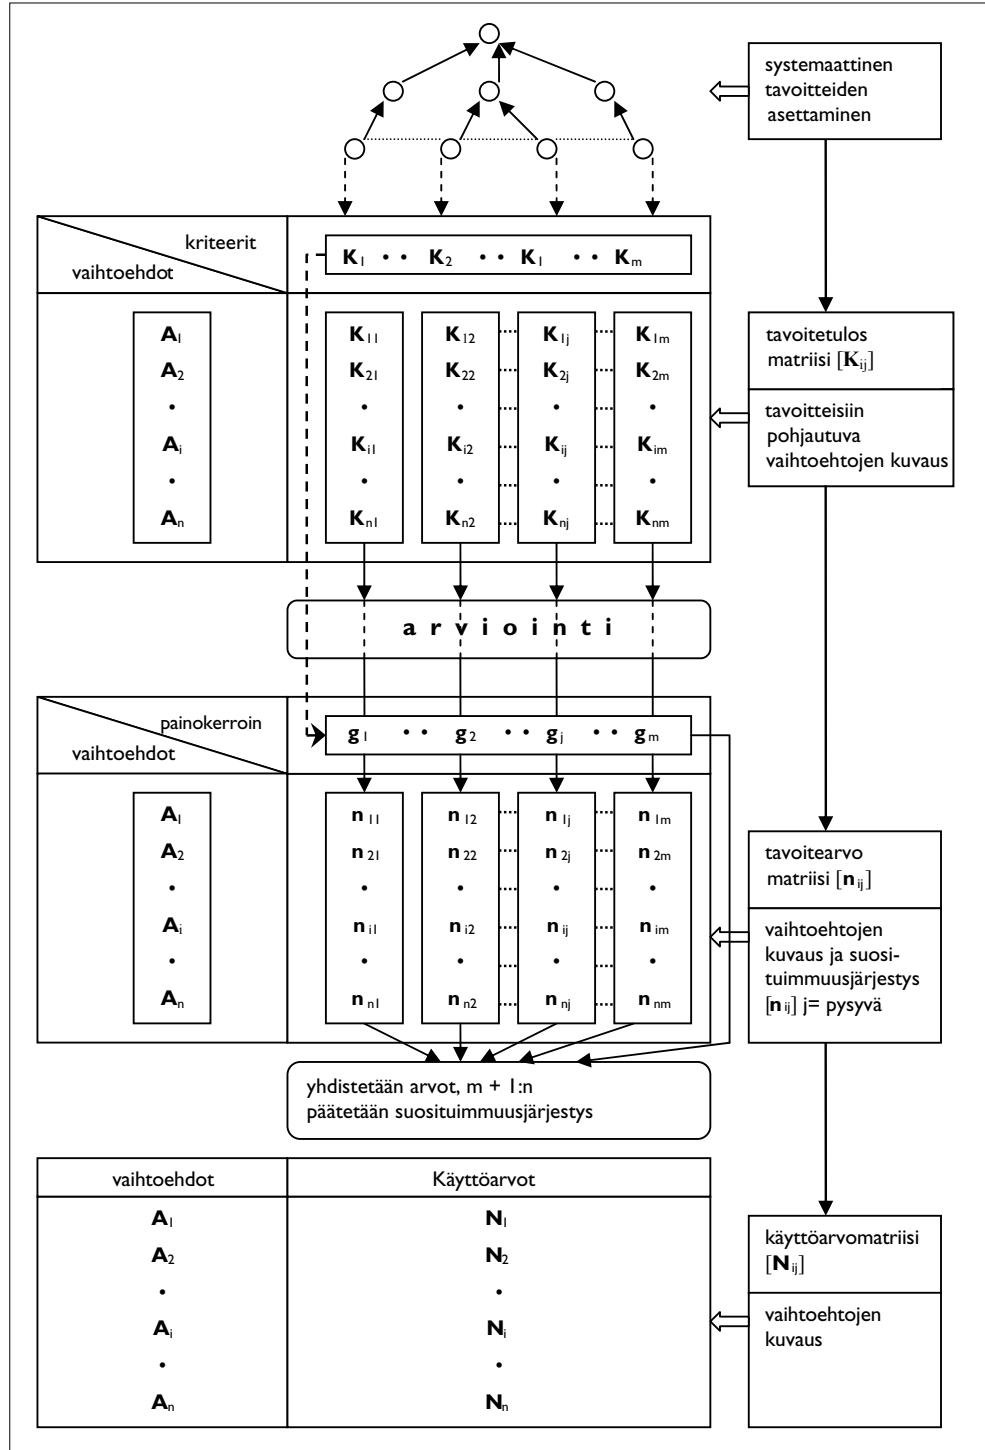 systemaattinen
tavoitteiden
asettaminen
kriteerit
vaihtoehdot
K1 · · K2 · · K1 · · Km
A1
A2
·
Ai
·
An
K11 K12 K1j K1m
K21 K22 K2j K2m
· · · ·
Ki1 Ki2 Kij Kim
· · · ·
Kn1 Kn2 Knj Knm
tavoitetulos
matriisi [Kij]
tavoitteisiin
pohjautuva
vaihtoehtojen kuvaus
arviointi
painokerroin
vaihtoehdot
g1 · · g2 · · gj · · gm
A1
A2
·
Ai
·
An
n11 n12 n1j n1m
n21 n22 n2j n2m
· · · ·
ni1 ni2 nij nim
· · · ·
nn1 nn2 nnj nnm
tavoitearvo
matriisi [nij]
vaihtoehtojen
kuvaus ja suosi-
tuimmuusjärjestys
[nij] j= pysyvä
yhdistetään arvot, m + 1:n
päätetään suosituimmuusjärjestys
vaihtoehdot Käyttöarvot
A1 N1
A2 N2
· ·
Ai Ni
· ·
An Nn
käyttöarvomatriisi
[Nij]
vaihtoehtojen
kuvaus